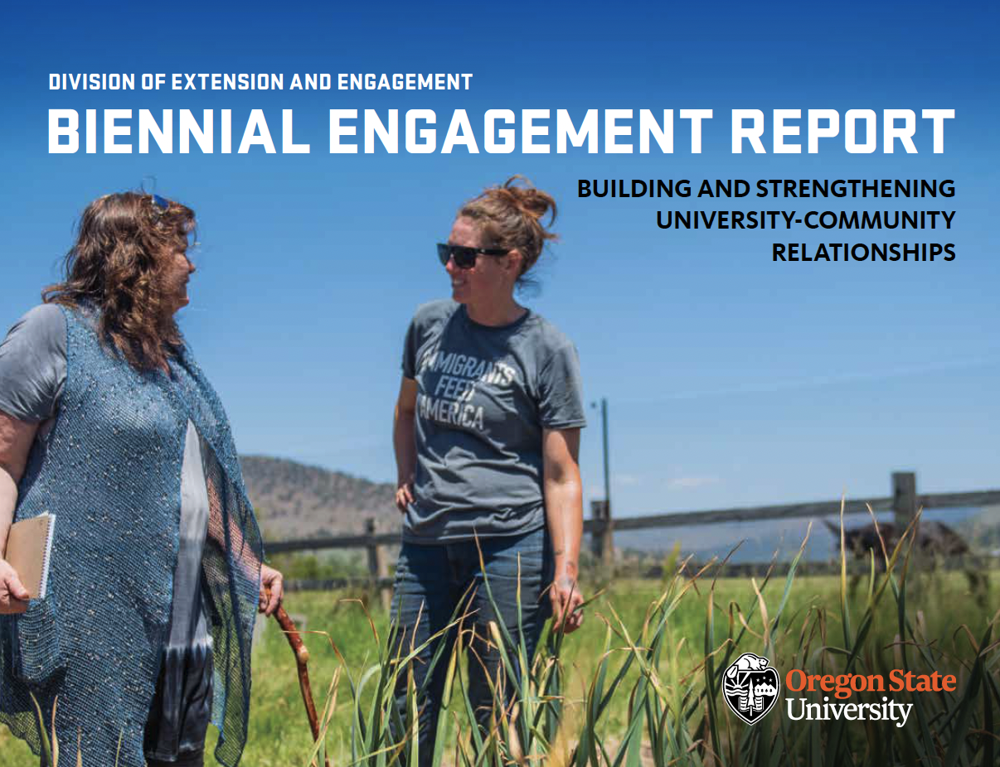 DIVISION OF EXTENSION AND ENGAGEMENT
BIENNIAL ENGAGEMENT REPORT
BUILDING AND STRENGTHENING
UNIVERSITY-COMMUNITY
RELATIONSHIPS
IMMIGRANTS
FEED
AMERICA
Oregon State
University